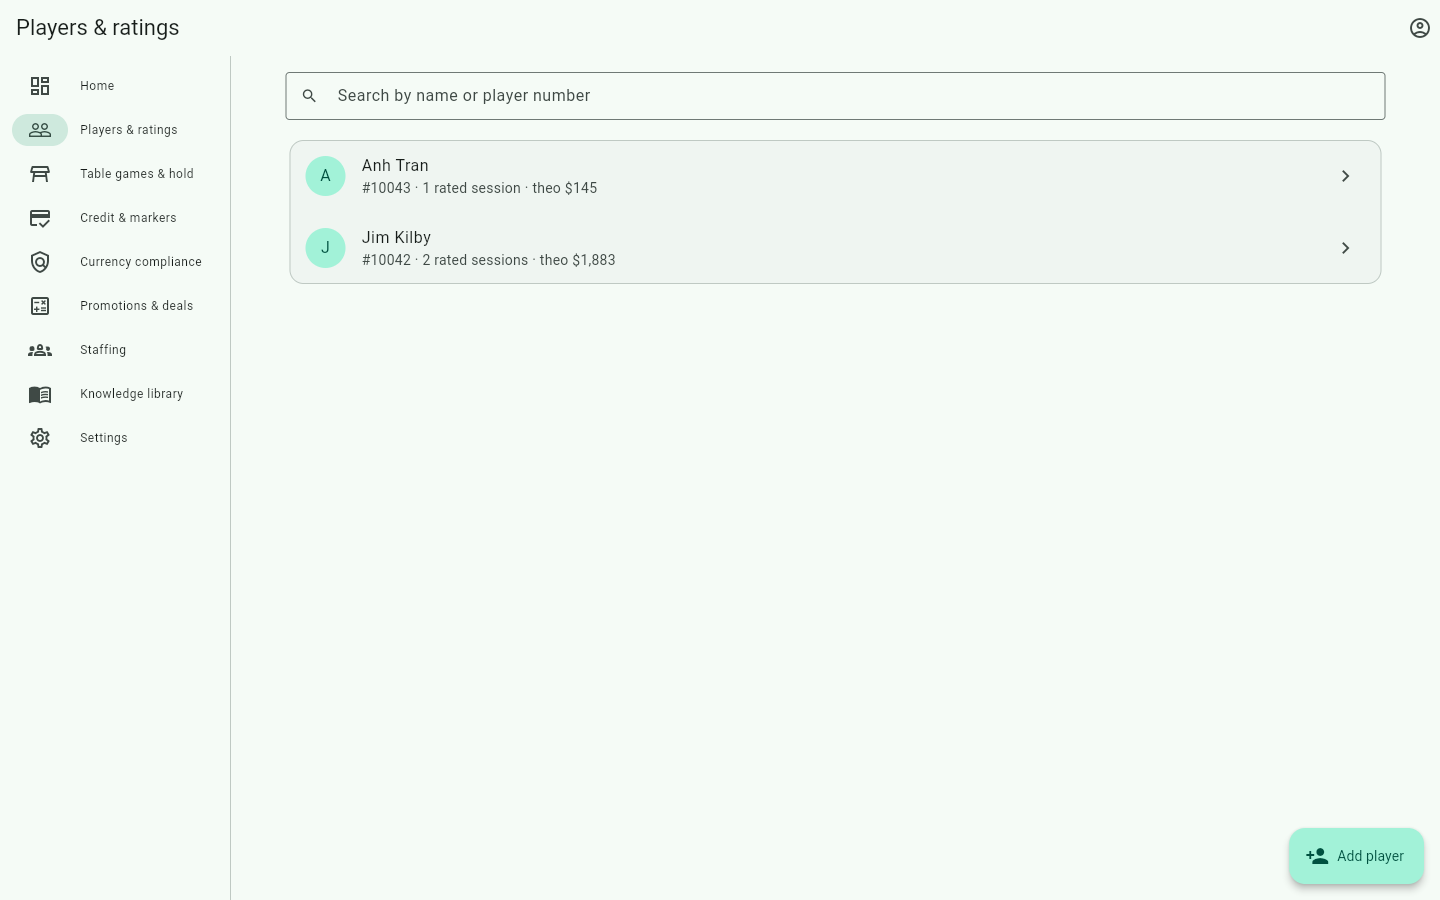 Players & ratings
Home
Players & ratings
Table games & hold
Credit & markers
Currency compliance
Promotions & deals
Staffing
Knowledge library
Settings
Search by name or player number
A
Anh Tran
#10043 · 1 rated session · theo $145
J
Jim Kilby
#10042 · 2 rated sessions · theo $1,883
Add player